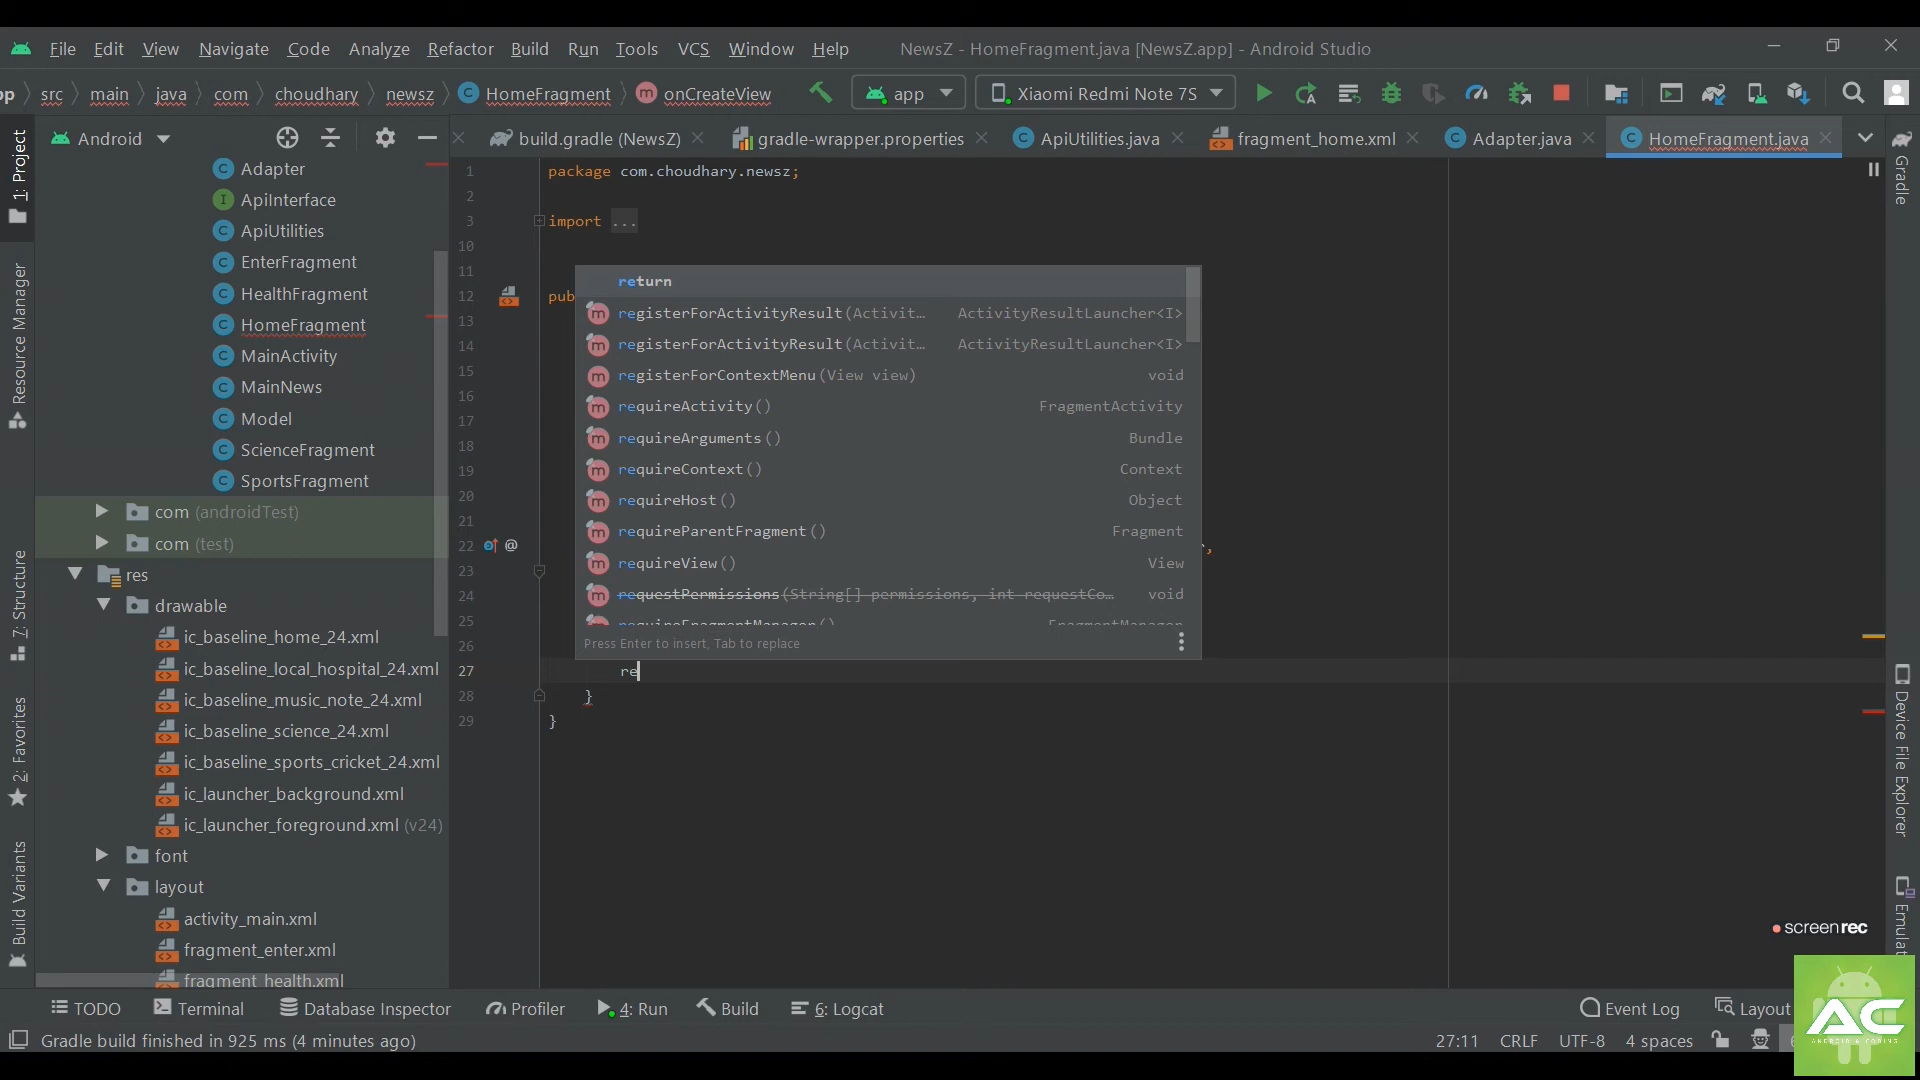 File Edit View Navigate Code Analyze Refactor Build Run Tools VCS Window Help NewsZ - HomeFragment.java [NewsZ.app] - Android Studio
src main java com choudhary newsz HomeFragment onCreateView app Xiaomi Redmi Note 7S
Android build.gradle (NewsZ) gradle-wrapper.properties ApiUtilities.java fragment_home.xml Adapter.java HomeFragment.java
1: Project
Resource Manager
7: Structure
2: Favorites
Build Variants
Adapter
ApiInterface
ApiUtilities
EnterFragment
HealthFragment
HomeFragment
MainActivity
MainNews
Model
ScienceFragment
SportsFragment
com (androidTest)
com (test)
res
drawable
ic_baseline_home_24.xml
ic_baseline_local_hospital_24.xml
ic_baseline_music_note_24.xml
ic_baseline_science_24.xml
ic_baseline_sports_cricket_24.xml
ic_launcher_background.xml
ic_launcher_foreground.xml (v24)
font
layout
activity_main.xml
fragment_enter.xml
fragment_health.xml
1 package com.choudhary.newsz;
2
3 import ...
10
11
12 pub
13
14
15
16
17
18
19
20
21
22 @
23
24
25
26
27 re
28 }
29 }
return
registerForActivityResult(Activit… ActivityResultLauncher<I>
registerForActivityResult(Activit… ActivityResultLauncher<I>
registerForContextMenu(View view) void
requireActivity() FragmentActivity
requireArguments() Bundle
requireContext() Context
requireHost() Object
requireParentFragment() Fragment
requireView() View
requestPermissions(String[] permissions, int requestCo… void
requireFragmentManager() FragmentManager
Press Enter to insert, Tab to replace
Gradle
Device File Explorer
screenrec
AC
ANDROID & CODING
TODO Terminal Database Inspector Profiler 4: Run Build 6: Logcat Event Log Layout
Gradle build finished in 925 ms (4 minutes ago) 27:11 CRLF UTF-8 4 spaces